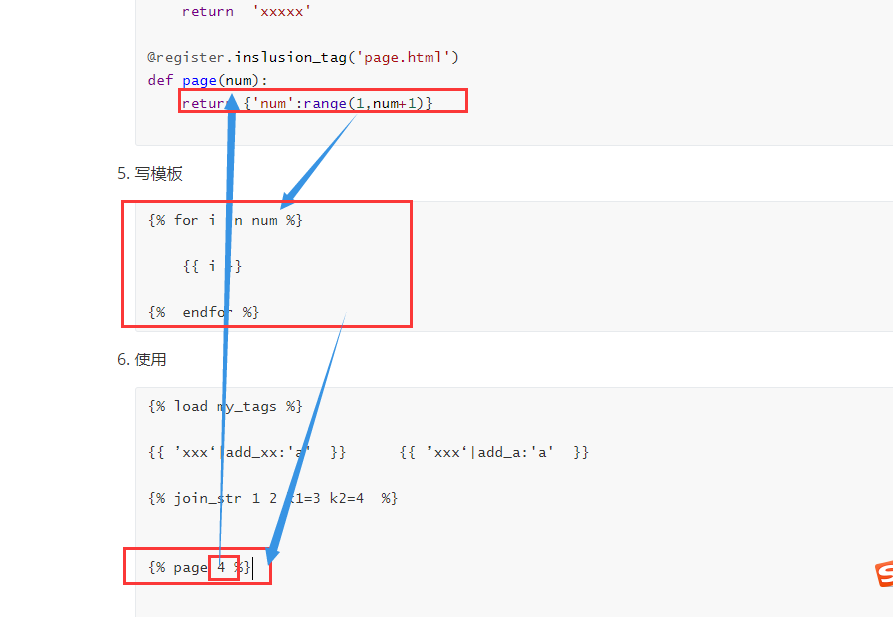 return 'xxxxx'
@register.inslusion_tag('page.html')
def page(num):
return {'num':range(1,num+1)}
5. 写模板
{% for i in num %}
{{ i }}
{% endfor %}
6. 使用
{% load my_tags %}
{{ ’xxx‘|add_xx:'a' }} {{ ’xxx‘|add_a:'a' }}
{% join_str 1 2 k1=3 k2=4 %}
{% page 4 %}